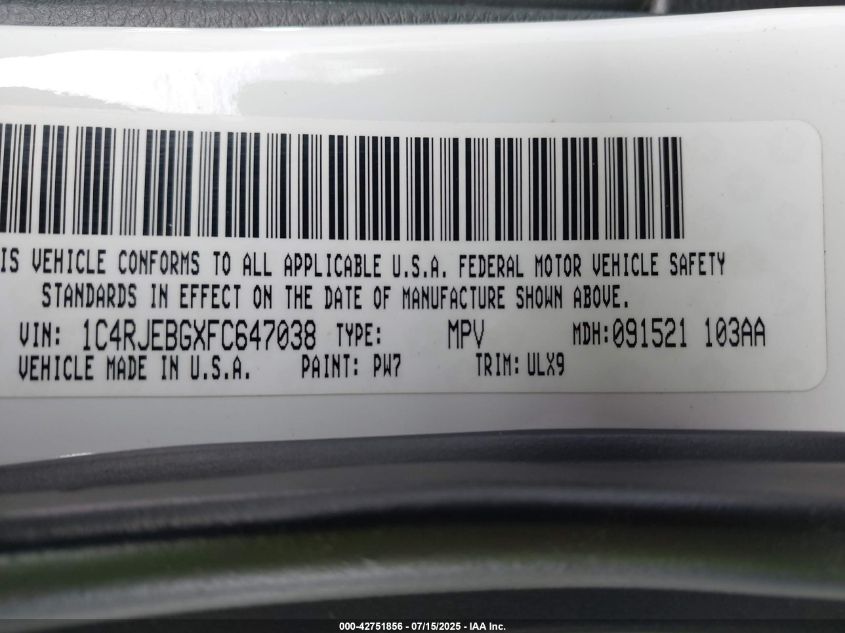 IS VEHICLE CONFORMS TO ALL APPLICABLE U.S.A. FEDERAL MOTOR VEHICLE SAFETY
STANDARDS IN EFFECT ON THE DATE OF MANUFACTURE SHOWN ABOVE.
VIN: 1C4RJEBGXFC647038 TYPE: MPV MDH:091521 103AA
VEHICLE MADE IN U.S.A. PAINT: PW7 TRIM: ULX9
000-42751856 - 07/15/2025 - IAA Inc.